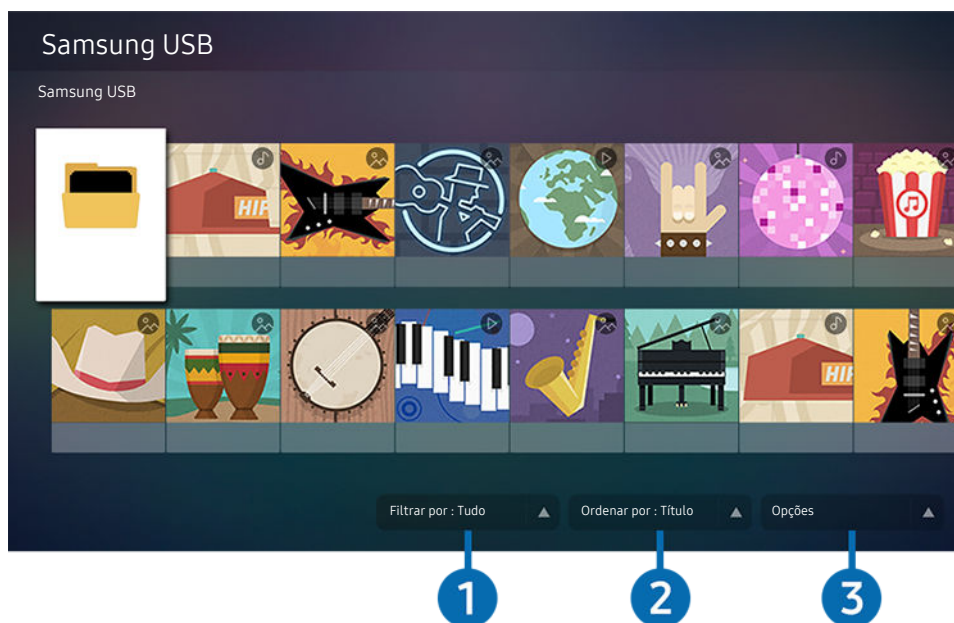 Samsung USB
Samsung USB
HIF
HIF
Filtrar por : Tudo
Ordenar por : Título
Opções
1
2
3